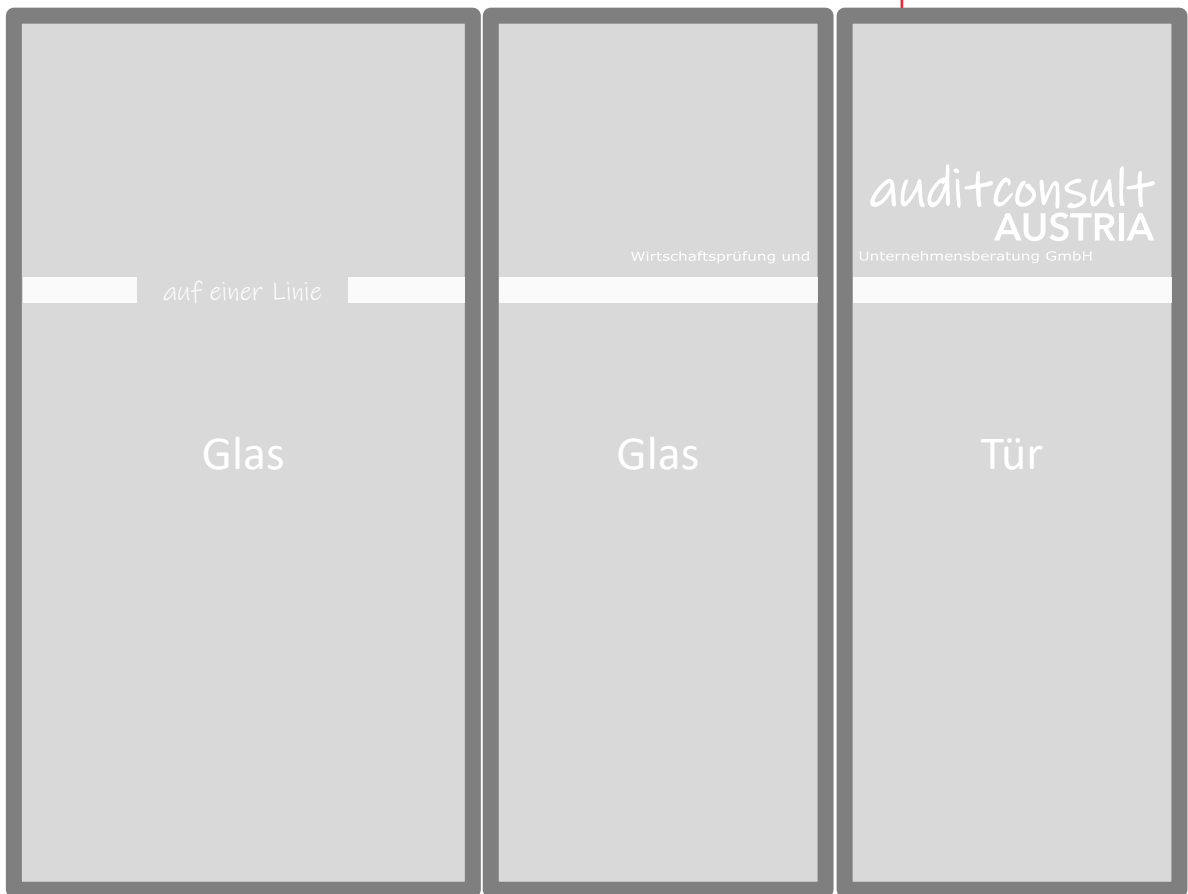 auditconsult
AUSTRIA
Wirtschaftsprüfung und Unternehmensberatung GmbH
auf einer Linie
Glas
Glas
Tür